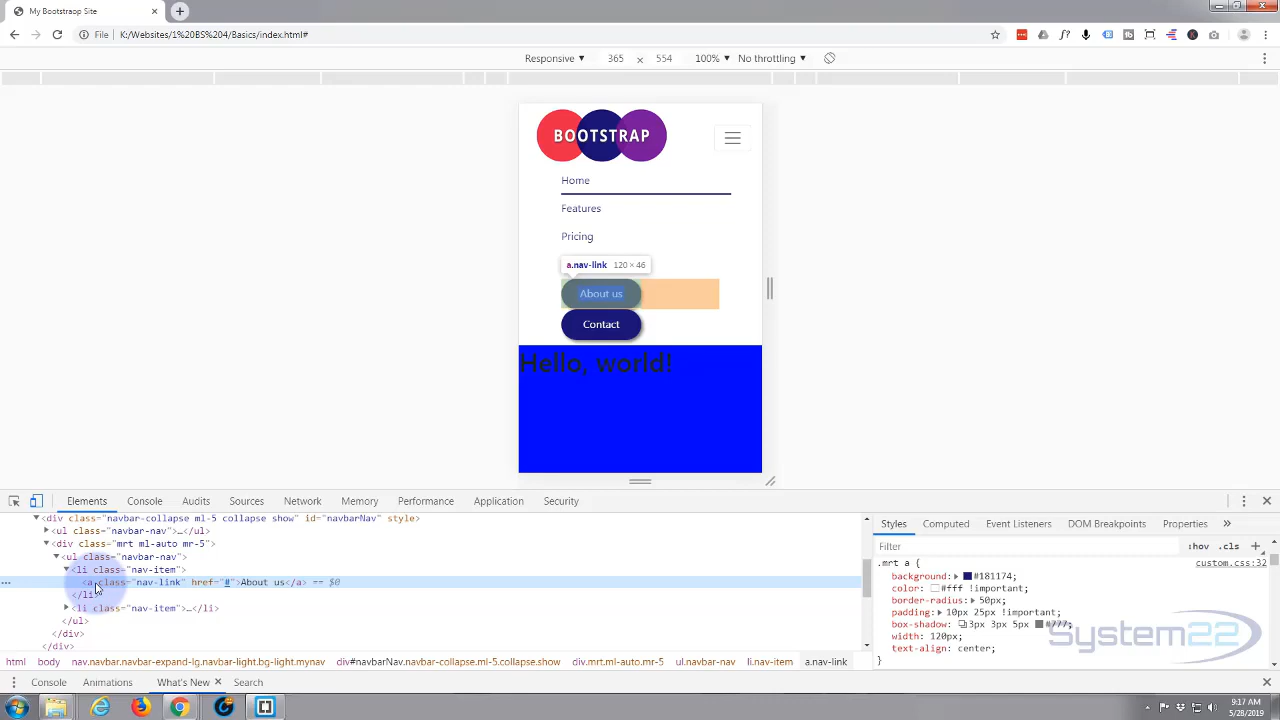 My Bootstraop Site
File
K:/Websites/1%20BS%204/Basics/index.html#
Responsive 365 554 100% No throttling
BOOTSTRAP
Home
Features
Pricing
a.nav-link 120 × 46
About us
Contact
Hello, world!
Elements Console Audits Sources Network Memory Performance Application Security
<div class="navbar-collapse ml-5 collapse show" id="navbarNav" style>
<ul class="navbar-nav">…</ul>
<div class="mrt ml-auto mr-5">
<ul class="navbar-nav">
<li class="nav-item">
<a class="nav-link" href="#">About us</a> == $0
</li>
<li class="nav-item">…</li>
</ul>
</div>
</div>
html body nav.navbar.navbar-expand-lg.navbar-light.bg-light.mynav div#navbarNav.navbar-collapse.ml-5.collapse.show div.mrt.ml-auto.mr-5 ul.navbar-nav li.nav-item a.nav-link
Styles Computed Event Listeners DOM Breakpoints Properties
Filter :hov .cls +
.mrt a { custom.css:32
background: #181174;
color: #fff !important;
border-radius: 50px;
padding: 10px 25px !important;
box-shadow: 3px 3px 5px #777;
width: 120px;
text-align: center;
}
System22
Console Animations What's New Search
9:17 AM
5/28/2019